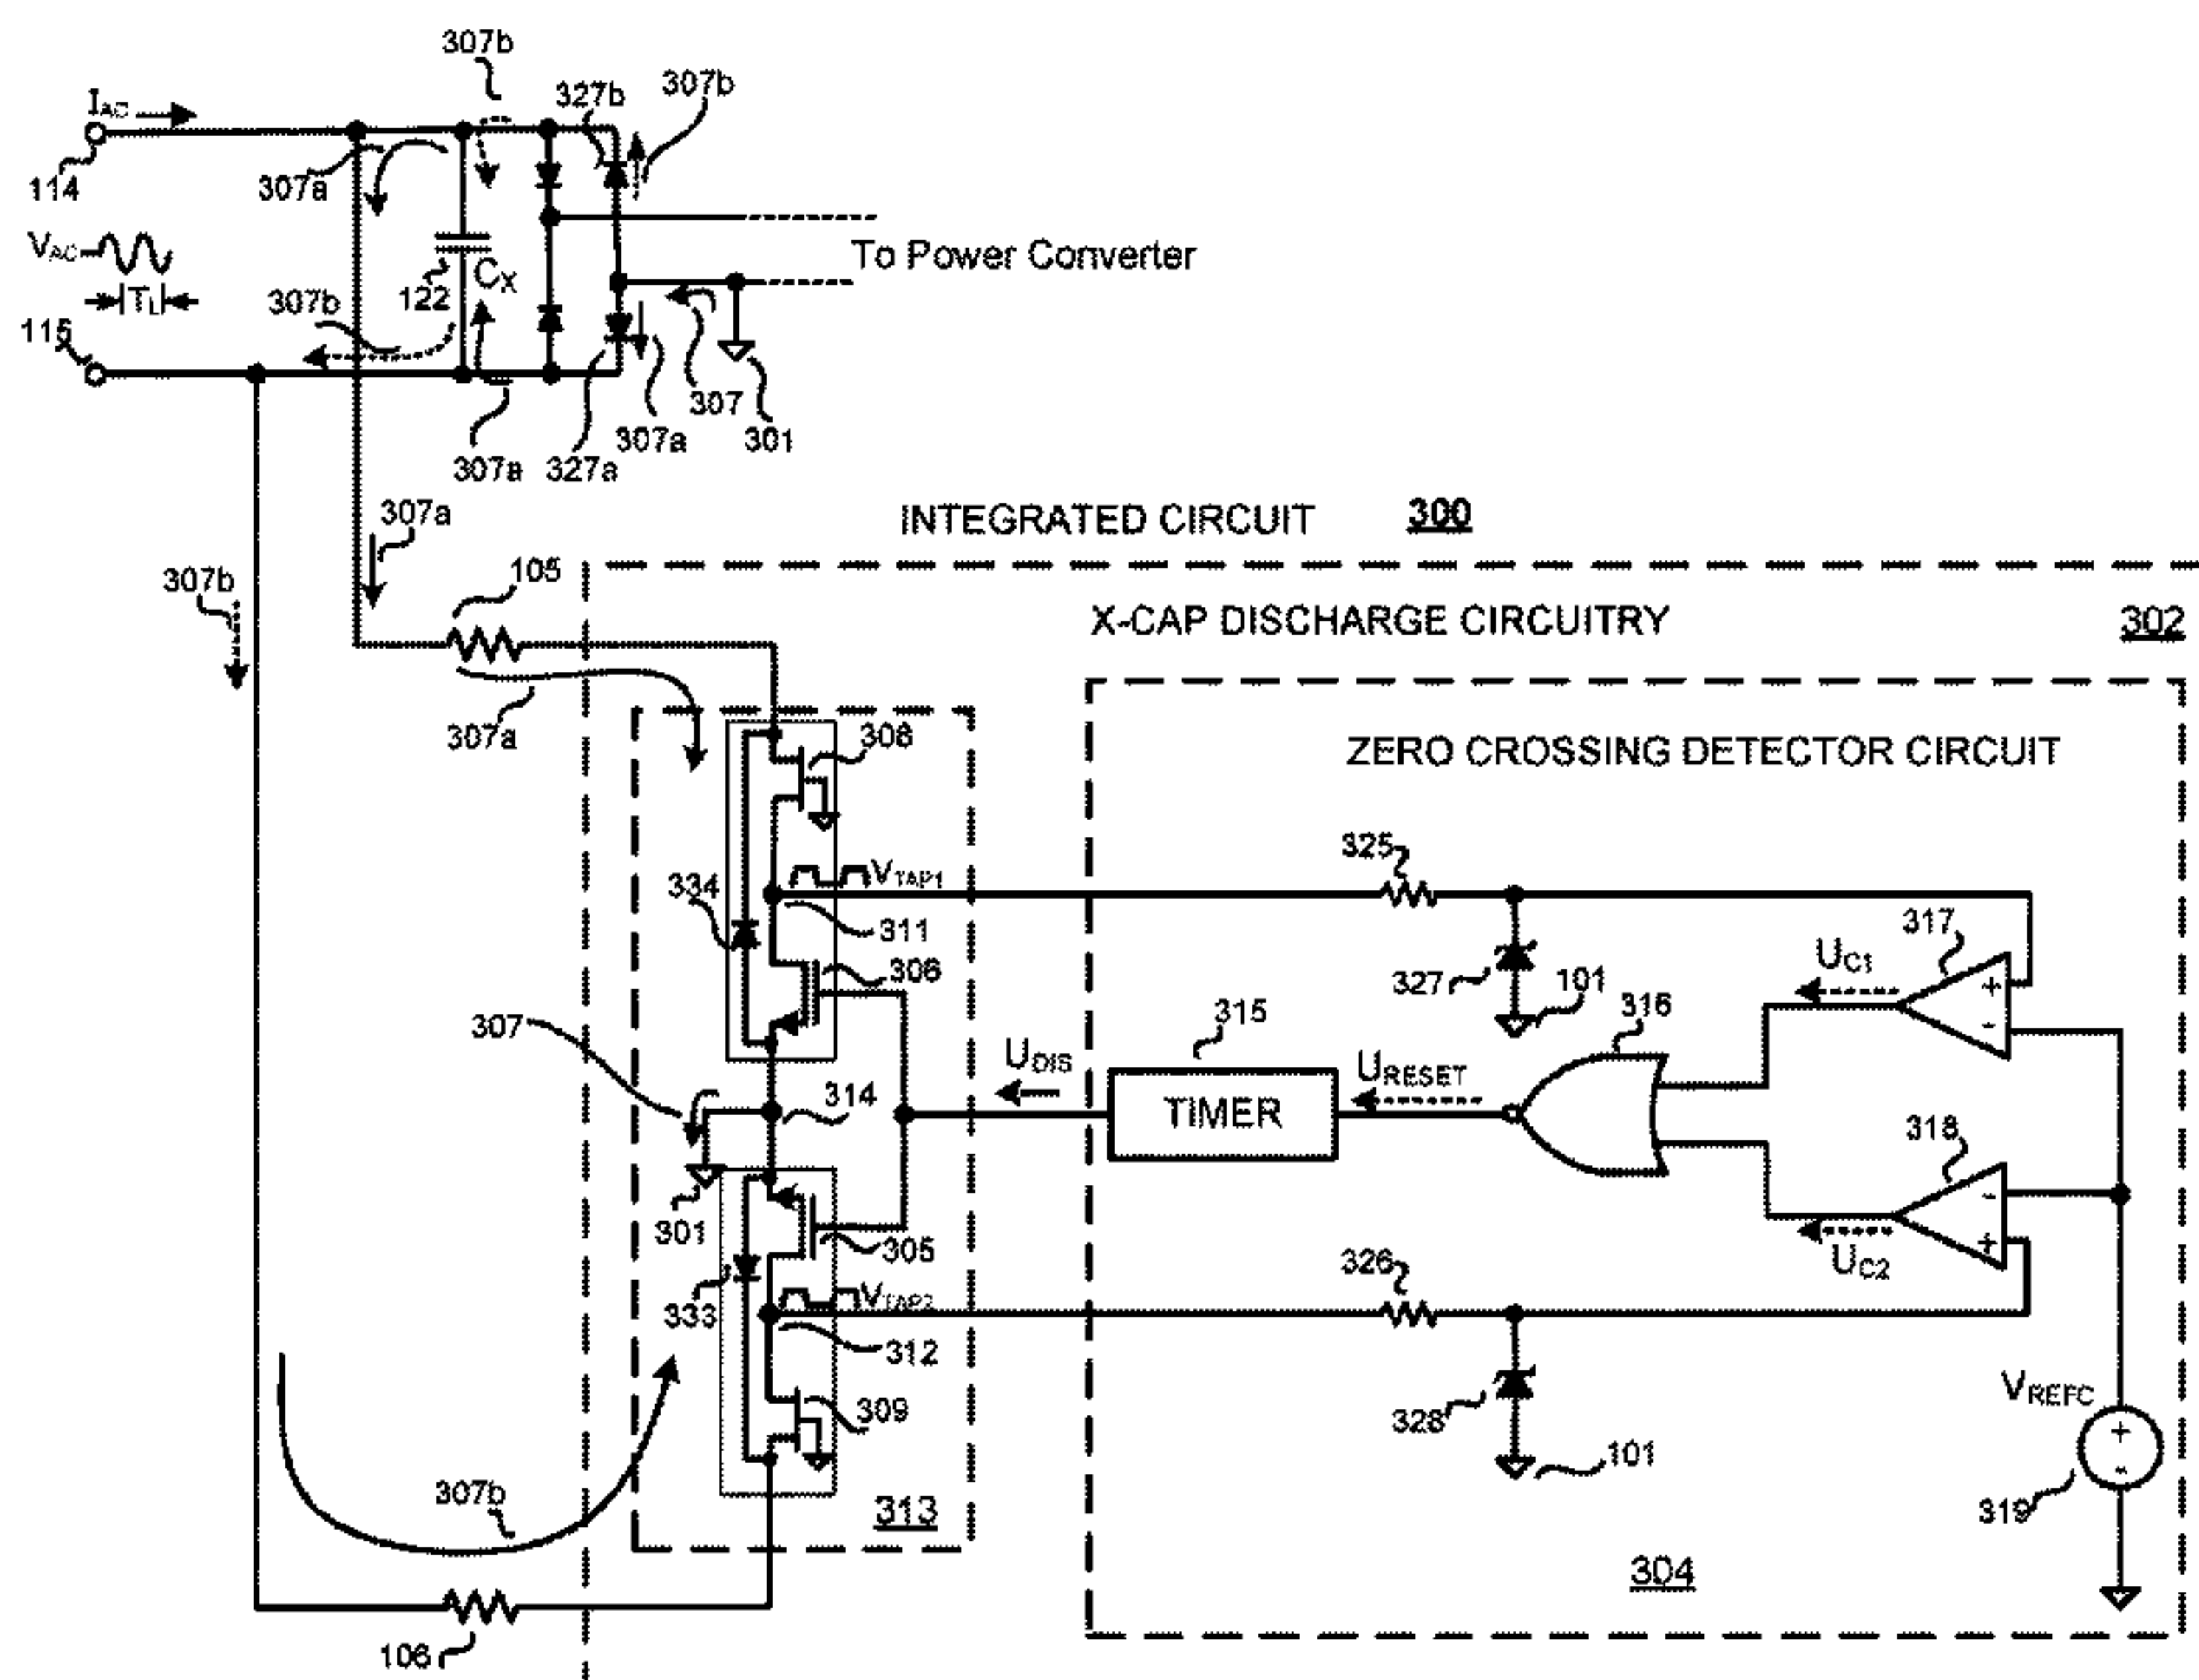 307b
327b
307b
IAC
114
307a
VAC
TL
122
CX
To Power Converter
307b
115
307
307a
301
307a
327a
307a
INTEGRATED CIRCUIT 300
307b
105
X-CAP DISCHARGE CIRCUITRY 302
307a
308
ZERO CROSSING DETECTOR CIRCUIT
325
334
VTAP1
311
317
UC1
306
327
101
316
307
315
UDIS
URESET
314
TIMER
318
301
305
326
UC2
333
VTAP2
312
309
328
VREFC
101
307b
313
319
304
106
+
-
-
+
+
-